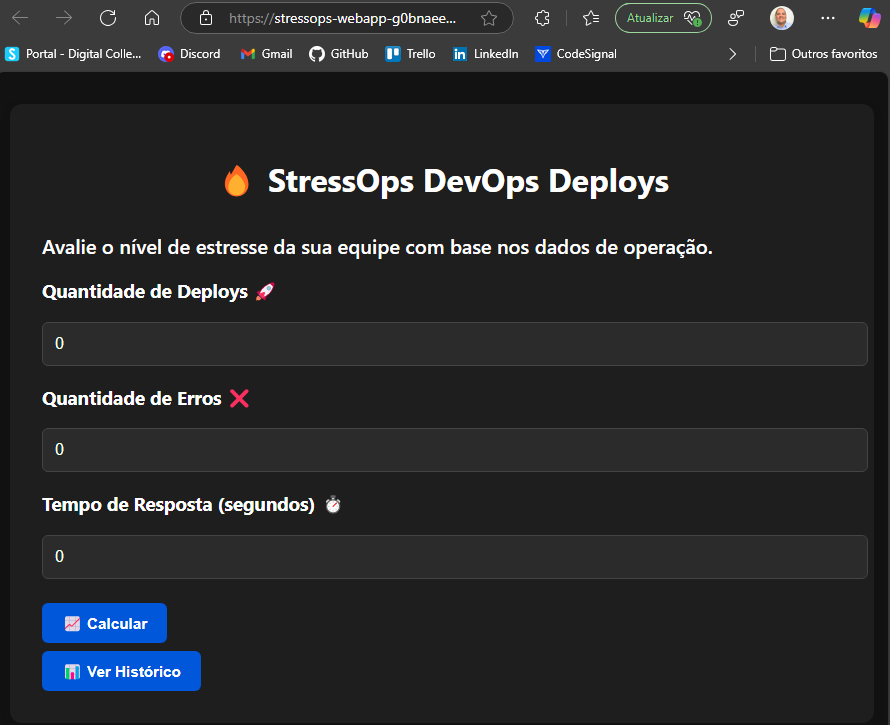 https://stressops-webapp-g0bnaee...
Atualizar
Portal - Digital Colle...
Discord
Gmail
GitHub
Trello
LinkedIn
CodeSignal
Outros favoritos
StressOps DevOps Deploys
Avalie o nível de estresse da sua equipe com base nos dados de operação.
Quantidade de Deploys
0
Quantidade de Erros
0
Tempo de Resposta (segundos)
0
Calcular
Ver Histórico